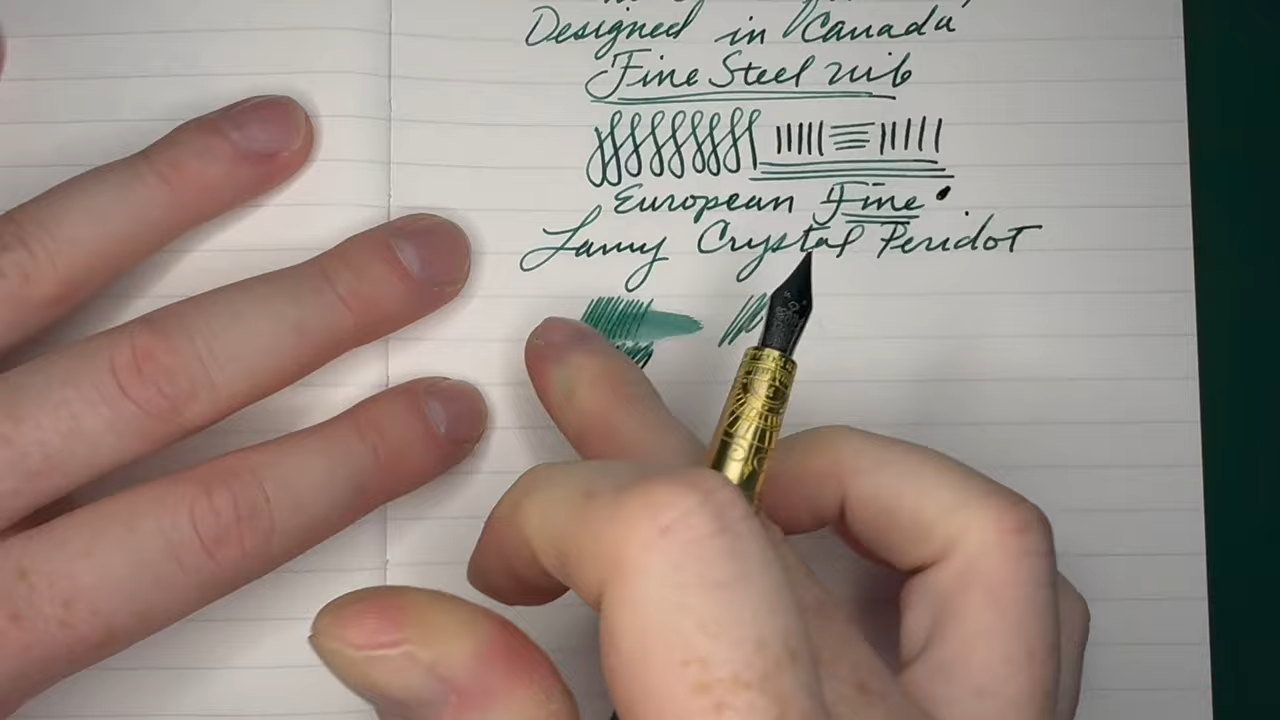 Designed in Canada
Fine Steel nib
European Fine
Lamy Crystal Peridot